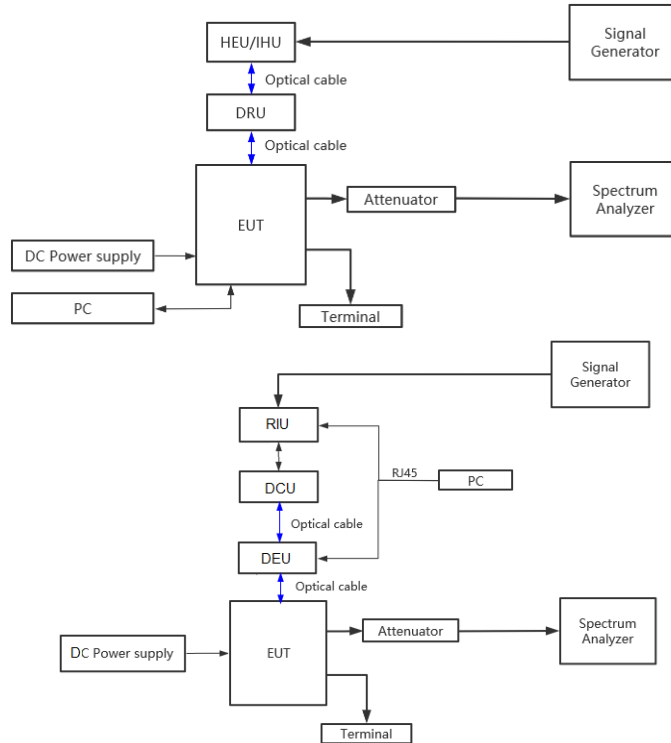 HEU/IHU
Signal
Generator
Optical cable
DRU
Optical cable
EUT
Attenuator
Spectrum
Analyzer
DC Power supply
PC
Terminal
Signal
Generator
RIU
RJ45
PC
DCU
Optical cable
DEU
Optical cable
EUT
Attenuator
Spectrum
Analyzer
DC Power supply
Terminal